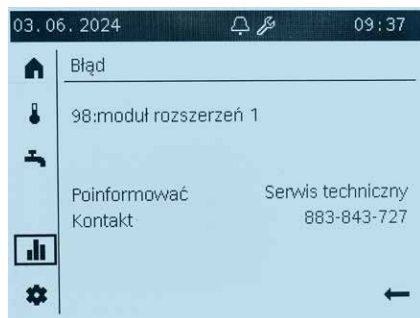 03.06.2024 09:37
Błąd
98:moduł rozszerzeń 1
Poinformować Serwis techniczny
Kontakt 883-843-727